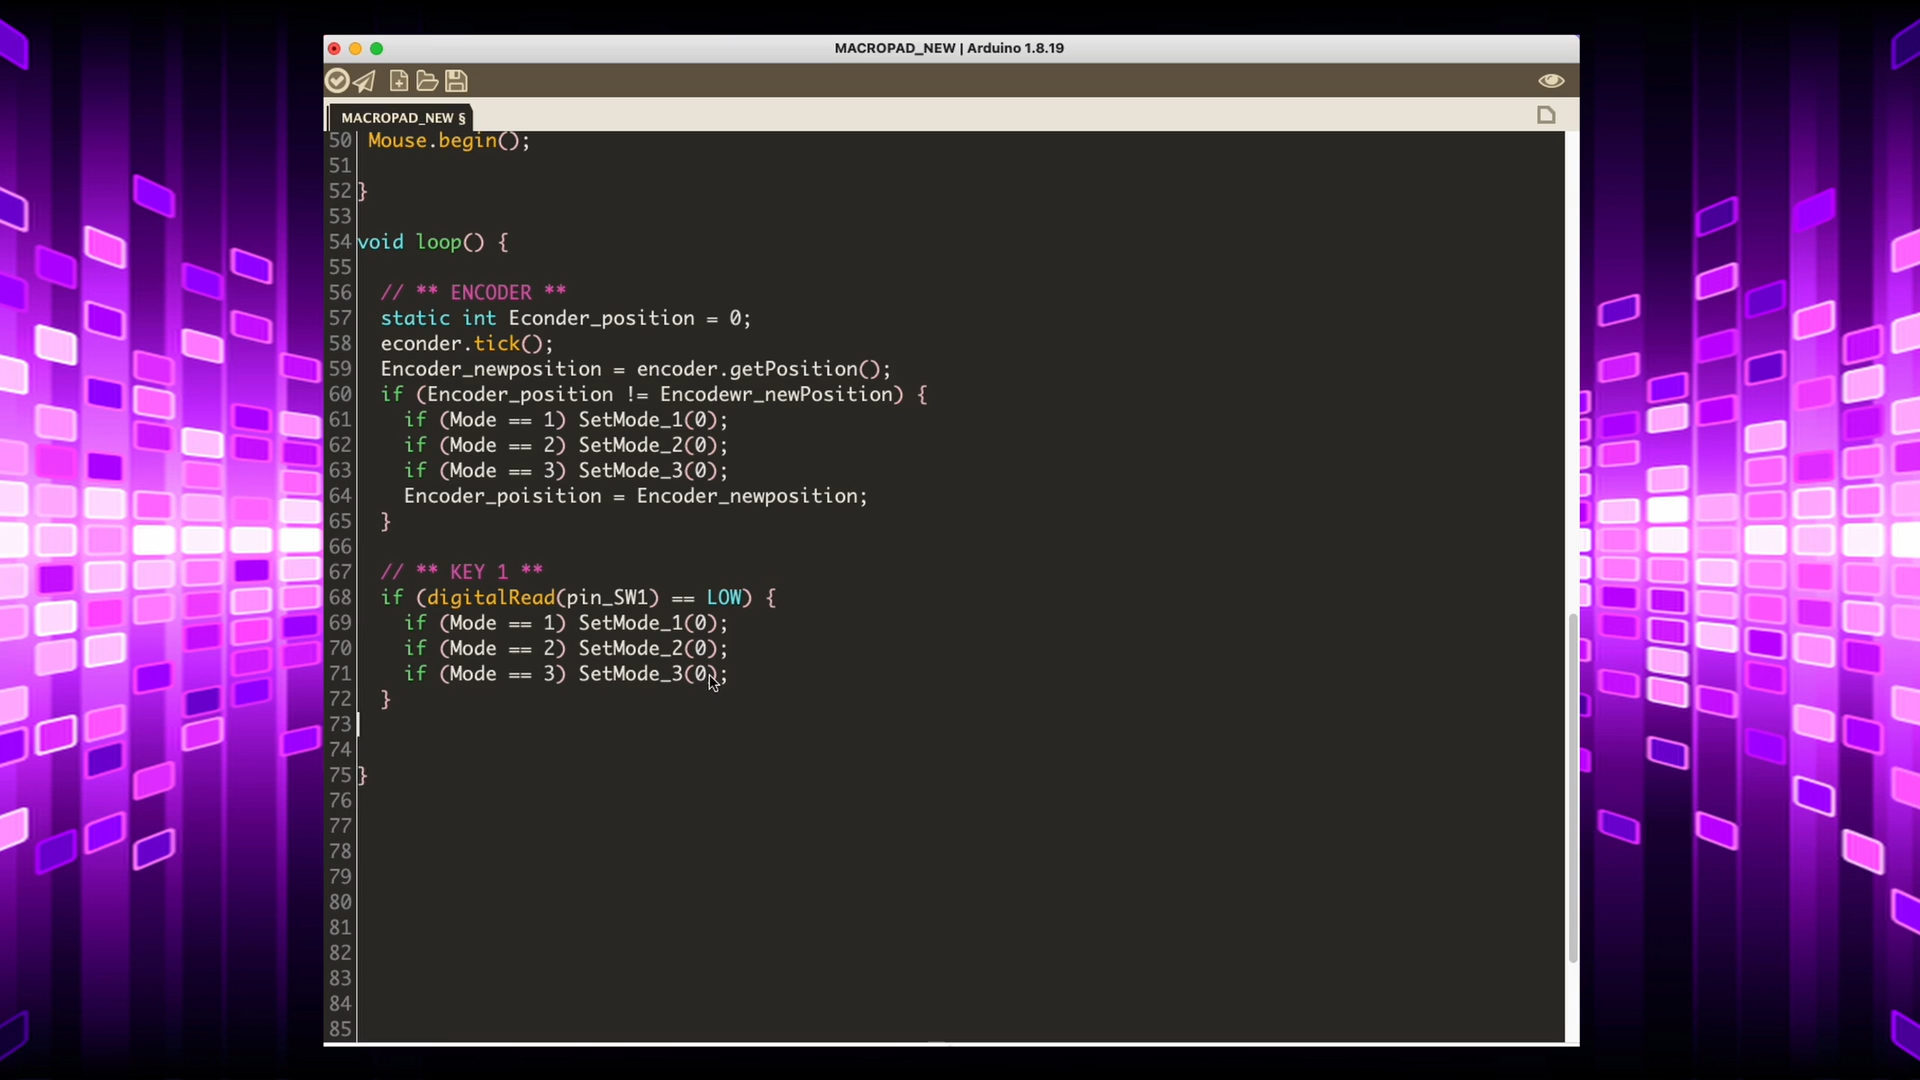 MACROPAD_NEW | Arduino 1.8.19
MACROPAD_NEW §
50 Mouse.begin();
51
52 }
53
54 void loop() {
55
56 // ** ENCODER **
57 static int Econder_position = 0;
58 econder.tick();
59 Encoder_newposition = encoder.getPosition();
60 if (Encoder_position != Encodewr_newPosition) {
61 if (Mode == 1) SetMode_1(0);
62 if (Mode == 2) SetMode_2(0);
63 if (Mode == 3) SetMode_3(0);
64 Encoder_poisition = Encoder_newposition;
65 }
66
67 // ** KEY 1 **
68 if (digitalRead(pin_SW1) == LOW) {
69 if (Mode == 1) SetMode_1(0);
70 if (Mode == 2) SetMode_2(0);
71 if (Mode == 3) SetMode_3(0);
72 }
73
74
75 }
76
77
78
79
80
81
82
83
84
85